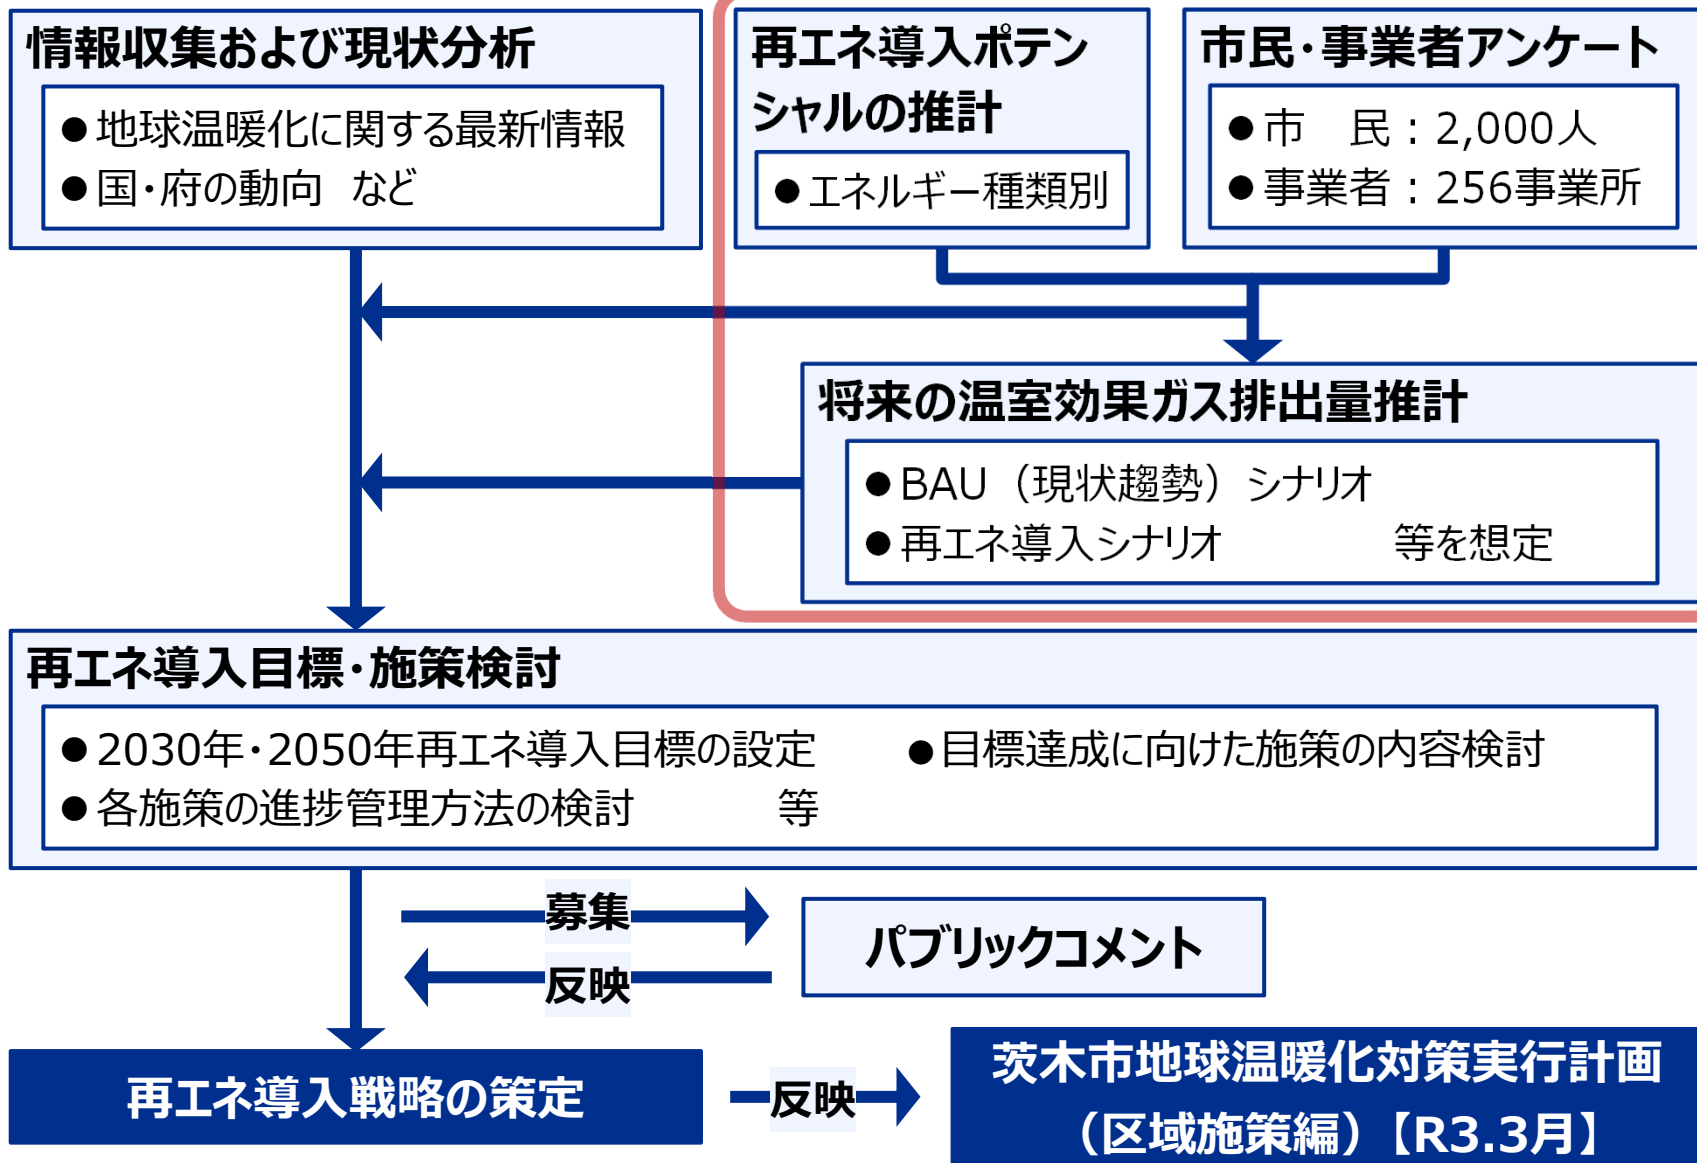 情報収集および現状分析
●地球温暖化に関する最新情報
●国・府の動向　など
再エネ導入ポテン
シャルの推計
●エネルギー種類別
市民・事業者アンケート
●市　民：2,000人
●事業者：256事業所
将来の温室効果ガス排出量推計
●BAU（現状趨勢）シナリオ
●再エネ導入シナリオ　　　　等を想定
再エネ導入目標・施策検討
●2030年・2050年再エネ導入目標の設定　　●目標達成に向けた施策の内容検討
●各施策の進捗管理方法の検討　　　等
募集
反映
パブリックコメント
再エネ導入戦略の策定
反映
茨木市地球温暖化対策実行計画
（区域施策編）【R3.3月】